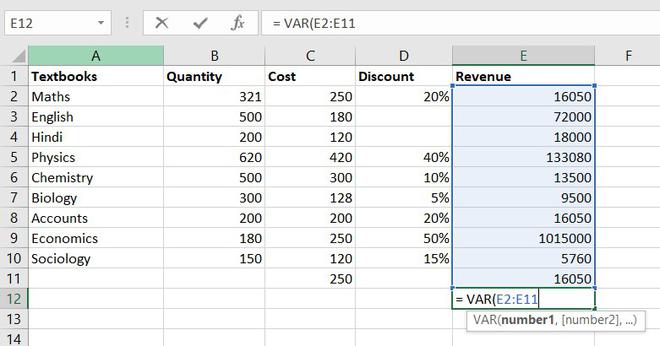 E12 fx = VAR(E2:E11
A B C D E F
1 Textbooks Quantity Cost Discount Revenue
2 Maths 321 250 20% 16050
3 English 500 180 72000
4 Hindi 200 120 18000
5 Physics 620 420 40% 133080
6 Chemistry 500 300 10% 13500
7 Biology 300 128 5% 9500
8 Accounts 200 200 20% 16050
9 Economics 180 250 50% 1015000
10 Sociology 150 120 15% 5760
11 250 16050
12 = VAR(E2:E11
13 VAR(number1, [number2], ...)
14